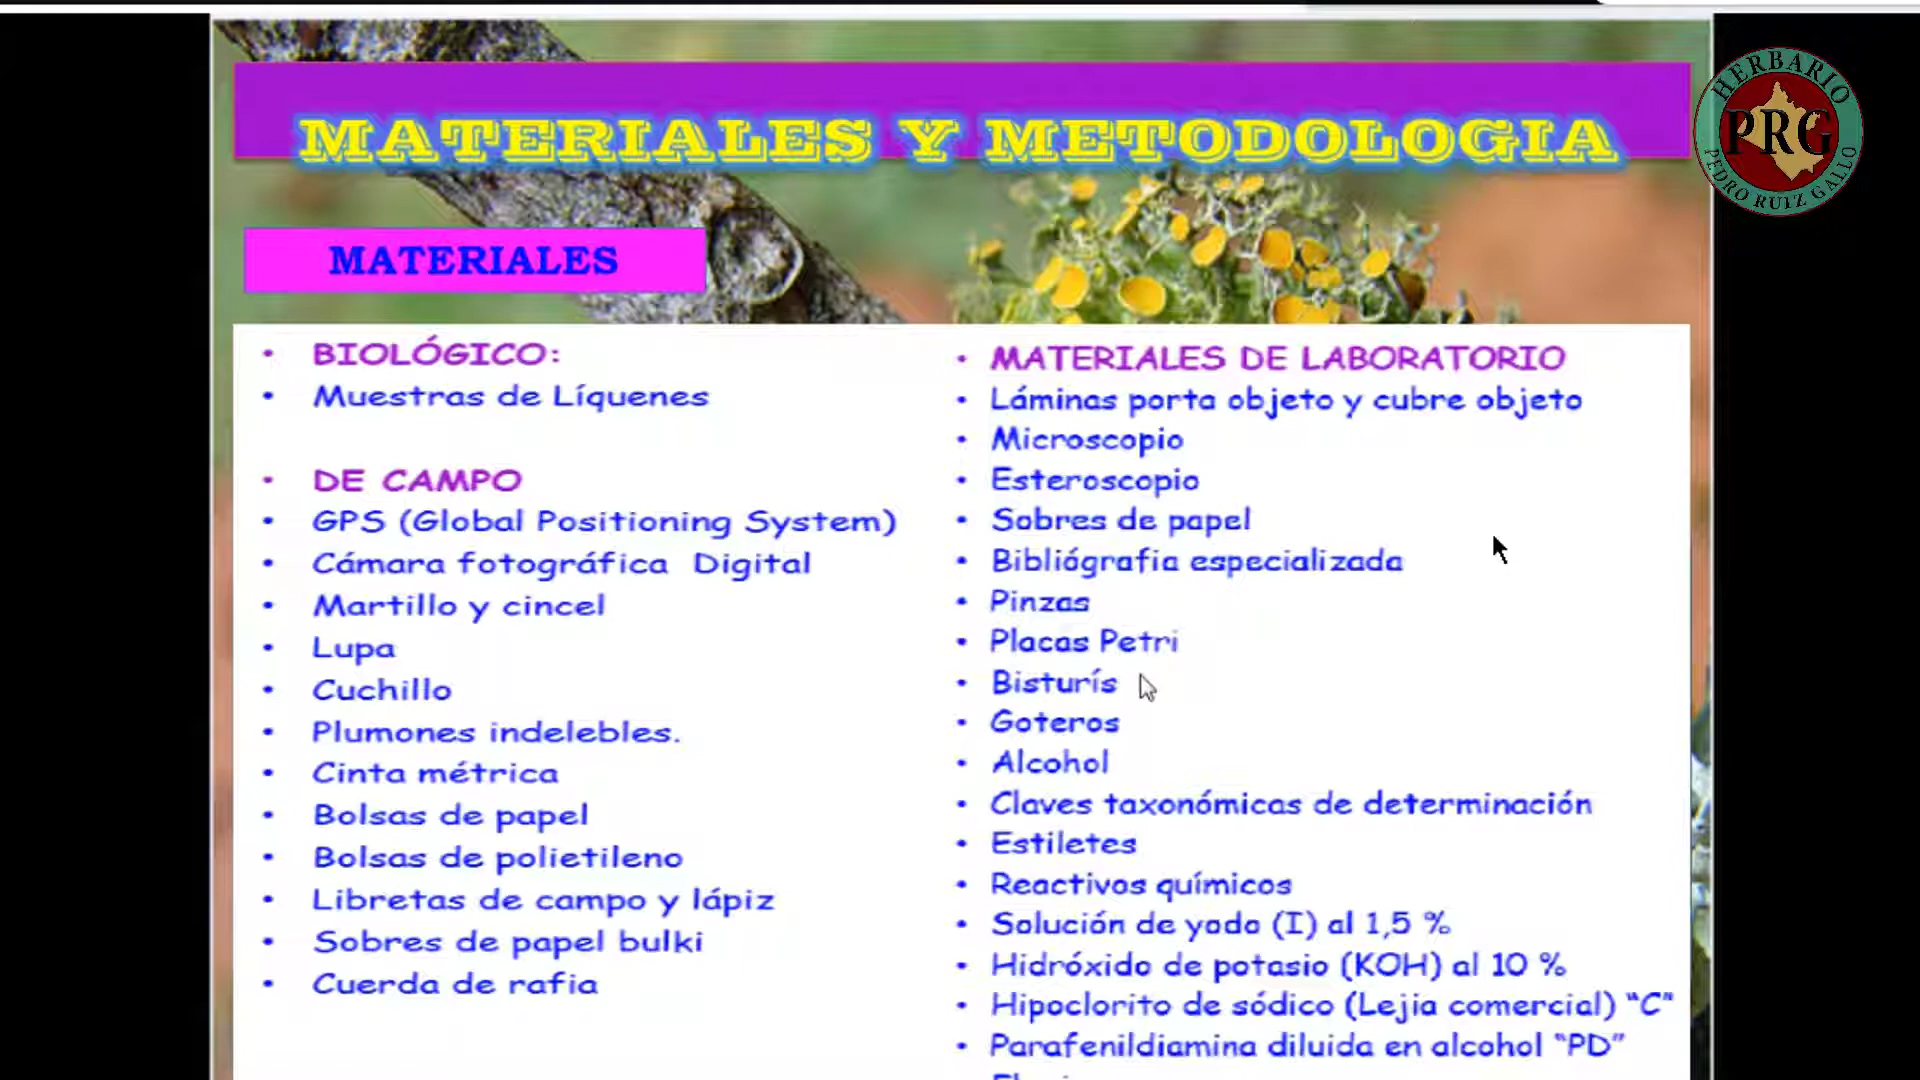 MATERIALES Y METODOLOGIA
HERBARIO
PRG
PEDRO RUIZ GALLO
MATERIALES
• BIOLÓGICO:
• Muestras de Líquenes
• DE CAMPO
• GPS (Global Positioning System)
• Cámara fotográfica Digital
• Martillo y cincel
• Lupa
• Cuchillo
• Plumones indelebles.
• Cinta métrica
• Bolsas de papel
• Bolsas de polietileno
• Libretas de campo y lápiz
• Sobres de papel bulki
• Cuerda de rafia
• MATERIALES DE LABORATORIO
• Láminas porta objeto y cubre objeto
• Microscopio
• Esteroscopio
• Sobres de papel
• Bibliógrafia especializada
• Pinzas
• Placas Petri
• Bisturís
• Goteros
• Alcohol
• Claves taxonómicas de determinación
• Estiletes
• Reactivos químicos
• Solución de yodo (I) al 1,5 %
• Hidróxido de potasio (KOH) al 10 %
• Hipoclorito de sódico (Lejia comercial) “C”
• Parafenildiamina diluida en alcohol “PD”